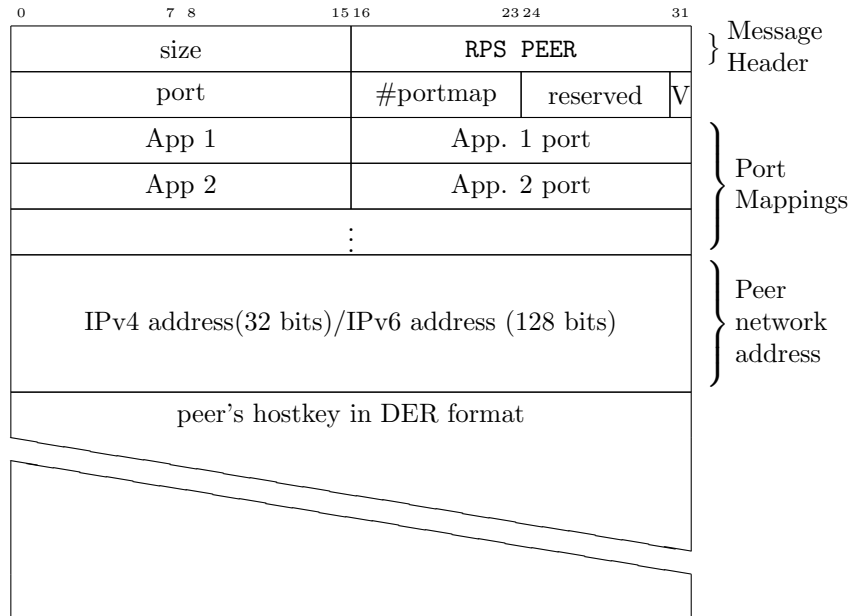 0 7 8 15 16 23 24 31
size RPS PEER
Message
Header
port #portmap reserved V
App 1 App. 1 port
App 2 App. 2 port
Port
Mappings
⋮
IPv4 address(32 bits)/IPv6 address (128 bits)
Peer
network
address
peer's hostkey in DER format